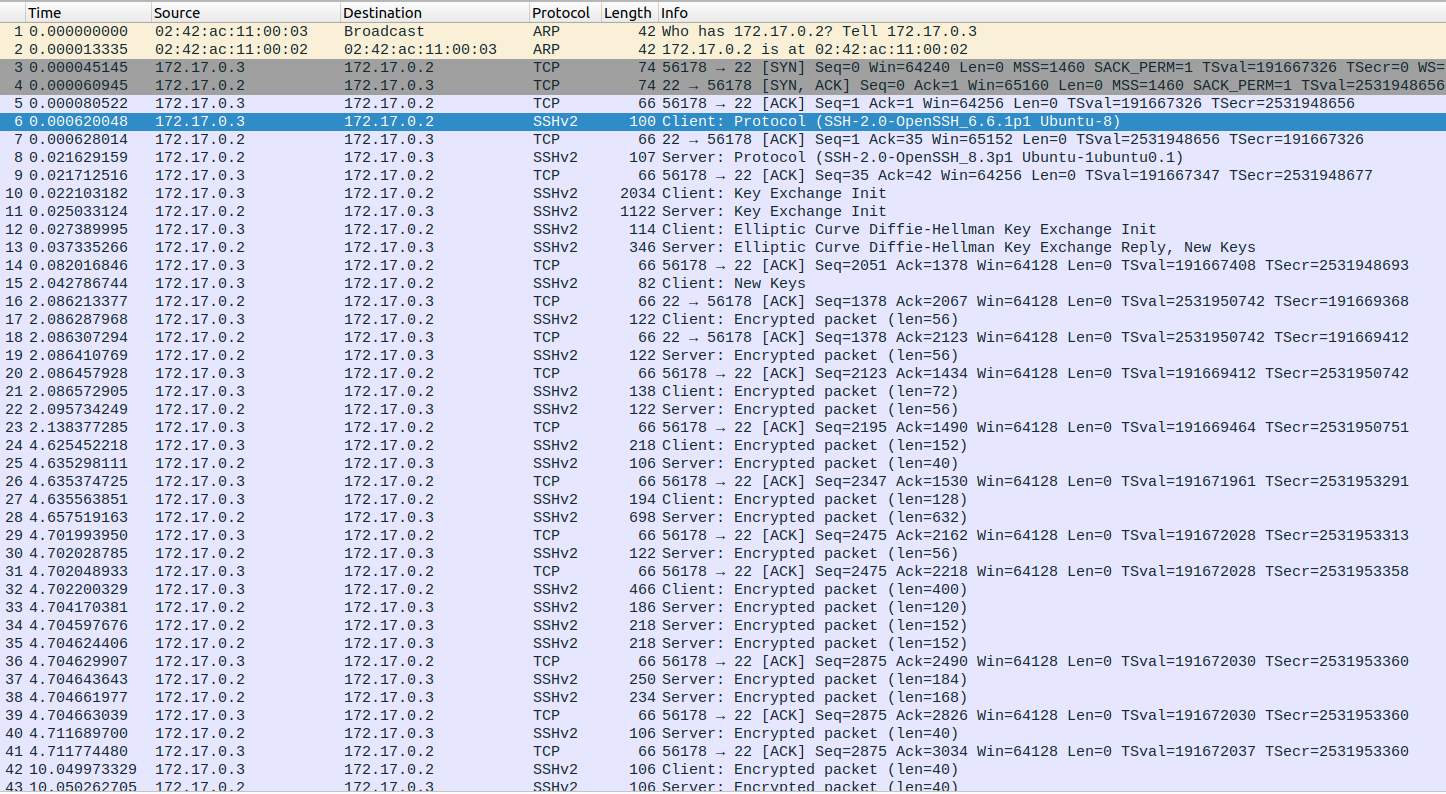 Time Source Destination Protocol Length Info
1 0.000000000 02:42:ac:11:00:03 Broadcast ARP 42 Who has 172.17.0.2? Tell 172.17.0.3
2 0.000013335 02:42:ac:11:00:02 02:42:ac:11:00:03 ARP 42 172.17.0.2 is at 02:42:ac:11:00:02
3 0.000045145 172.17.0.3 172.17.0.2 TCP 74 56178 → 22 [SYN] Seq=0 Win=64240 Len=0 MSS=1460 SACK_PERM=1 TSval=191667326 TSecr=0 WS=
4 0.000060945 172.17.0.2 172.17.0.3 TCP 74 22 → 56178 [SYN, ACK] Seq=0 Ack=1 Win=65160 Len=0 MSS=1460 SACK_PERM=1 TSval=2531948656
5 0.000080522 172.17.0.3 172.17.0.2 TCP 66 56178 → 22 [ACK] Seq=1 Ack=1 Win=64256 Len=0 TSval=191667326 TSecr=2531948656
6 0.000620048 172.17.0.3 172.17.0.2 SSHv2 100 Client: Protocol (SSH-2.0-OpenSSH_6.6.1p1 Ubuntu-8)
7 0.000628014 172.17.0.2 172.17.0.3 TCP 66 22 → 56178 [ACK] Seq=1 Ack=35 Win=65152 Len=0 TSval=2531948656 TSecr=191667326
8 0.021629159 172.17.0.2 172.17.0.3 SSHv2 107 Server: Protocol (SSH-2.0-OpenSSH_8.3p1 Ubuntu-1ubuntu0.1)
9 0.021712516 172.17.0.3 172.17.0.2 TCP 66 56178 → 22 [ACK] Seq=35 Ack=42 Win=64256 Len=0 TSval=191667347 TSecr=2531948677
10 0.022103182 172.17.0.3 172.17.0.2 SSHv2 2034 Client: Key Exchange Init
11 0.025033124 172.17.0.2 172.17.0.3 SSHv2 1122 Server: Key Exchange Init
12 0.027389995 172.17.0.3 172.17.0.2 SSHv2 114 Client: Elliptic Curve Diffie-Hellman Key Exchange Init
13 0.037335266 172.17.0.2 172.17.0.3 SSHv2 346 Server: Elliptic Curve Diffie-Hellman Key Exchange Reply, New Keys
14 0.082016846 172.17.0.3 172.17.0.2 TCP 66 56178 → 22 [ACK] Seq=2051 Ack=1378 Win=64128 Len=0 TSval=191667408 TSecr=2531948693
15 2.042786744 172.17.0.3 172.17.0.2 SSHv2 82 Client: New Keys
16 2.086213377 172.17.0.2 172.17.0.3 TCP 66 22 → 56178 [ACK] Seq=1378 Ack=2067 Win=64128 Len=0 TSval=2531950742 TSecr=191669368
17 2.086287968 172.17.0.3 172.17.0.2 SSHv2 122 Client: Encrypted packet (len=56)
18 2.086307294 172.17.0.2 172.17.0.3 TCP 66 22 → 56178 [ACK] Seq=1378 Ack=2123 Win=64128 Len=0 TSval=2531950742 TSecr=191669412
19 2.086410769 172.17.0.2 172.17.0.3 SSHv2 122 Server: Encrypted packet (len=56)
20 2.086457928 172.17.0.3 172.17.0.2 TCP 66 56178 → 22 [ACK] Seq=2123 Ack=1434 Win=64128 Len=0 TSval=191669412 TSecr=2531950742
21 2.086572905 172.17.0.3 172.17.0.2 SSHv2 138 Client: Encrypted packet (len=72)
22 2.095734249 172.17.0.2 172.17.0.3 SSHv2 122 Server: Encrypted packet (len=56)
23 2.138377285 172.17.0.3 172.17.0.2 TCP 66 56178 → 22 [ACK] Seq=2195 Ack=1490 Win=64128 Len=0 TSval=191669464 TSecr=2531950751
24 4.625452218 172.17.0.3 172.17.0.2 SSHv2 218 Client: Encrypted packet (len=152)
25 4.635298111 172.17.0.2 172.17.0.3 SSHv2 106 Server: Encrypted packet (len=40)
26 4.635374725 172.17.0.3 172.17.0.2 TCP 66 56178 → 22 [ACK] Seq=2347 Ack=1530 Win=64128 Len=0 TSval=191671961 TSecr=2531953291
27 4.635563851 172.17.0.3 172.17.0.2 SSHv2 194 Client: Encrypted packet (len=128)
28 4.657519163 172.17.0.2 172.17.0.3 SSHv2 698 Server: Encrypted packet (len=632)
29 4.701993950 172.17.0.3 172.17.0.2 TCP 66 56178 → 22 [ACK] Seq=2475 Ack=2162 Win=64128 Len=0 TSval=191672028 TSecr=2531953313
30 4.702028785 172.17.0.2 172.17.0.3 SSHv2 122 Server: Encrypted packet (len=56)
31 4.702048933 172.17.0.3 172.17.0.2 TCP 66 56178 → 22 [ACK] Seq=2475 Ack=2218 Win=64128 Len=0 TSval=191672028 TSecr=2531953358
32 4.702200329 172.17.0.3 172.17.0.2 SSHv2 466 Client: Encrypted packet (len=400)
33 4.704170381 172.17.0.2 172.17.0.3 SSHv2 186 Server: Encrypted packet (len=120)
34 4.704597676 172.17.0.2 172.17.0.3 SSHv2 218 Server: Encrypted packet (len=152)
35 4.704624406 172.17.0.2 172.17.0.3 SSHv2 218 Server: Encrypted packet (len=152)
36 4.704629907 172.17.0.3 172.17.0.2 TCP 66 56178 → 22 [ACK] Seq=2875 Ack=2490 Win=64128 Len=0 TSval=191672030 TSecr=2531953360
37 4.704643643 172.17.0.2 172.17.0.3 SSHv2 250 Server: Encrypted packet (len=184)
38 4.704661977 172.17.0.2 172.17.0.3 SSHv2 234 Server: Encrypted packet (len=168)
39 4.704663039 172.17.0.3 172.17.0.2 TCP 66 56178 → 22 [ACK] Seq=2875 Ack=2826 Win=64128 Len=0 TSval=191672030 TSecr=2531953360
40 4.711689700 172.17.0.2 172.17.0.3 SSHv2 106 Server: Encrypted packet (len=40)
41 4.711774480 172.17.0.3 172.17.0.2 TCP 66 56178 → 22 [ACK] Seq=2875 Ack=3034 Win=64128 Len=0 TSval=191672037 TSecr=2531953360
42 10.049973329 172.17.0.3 172.17.0.2 SSHv2 106 Client: Encrypted packet (len=40)
43 10.050262705 172.17.0.2 172.17.0.3 SSHv2 106 Server: Encrypted packet (len=40)